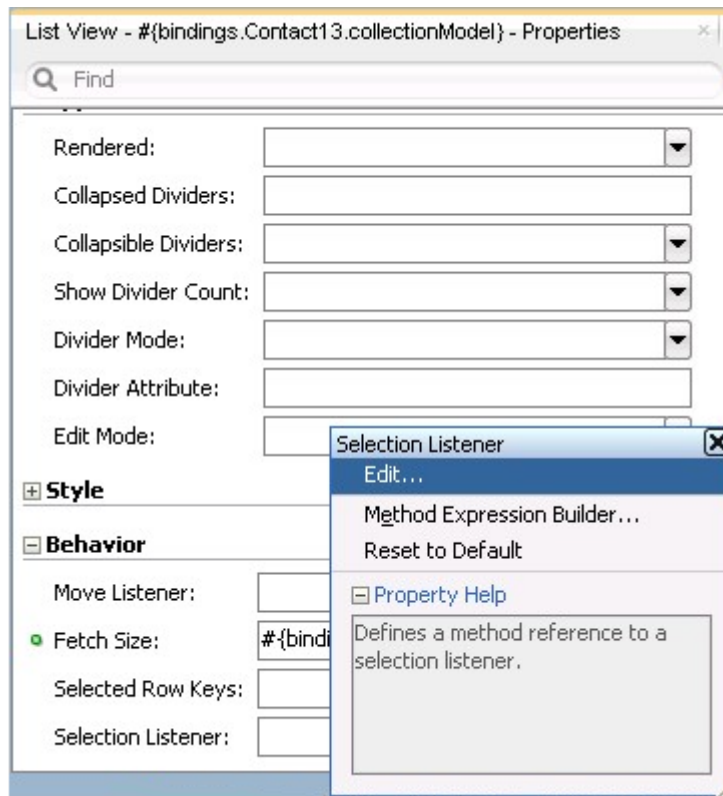 List View - #{bindings.Contact13.collectionModel} - Properties
Find
Rendered:
Collapsed Dividers:
Collapsible Dividers:
Show Divider Count:
Divider Mode:
Divider Attribute:
Edit Mode:
Style
Behavior
Move Listener:
Fetch Size: #{bindi
Selected Row Keys:
Selection Listener:
Selection Listener
Edit...
Method Expression Builder...
Reset to Default
Property Help
Defines a method reference to a
selection listener.